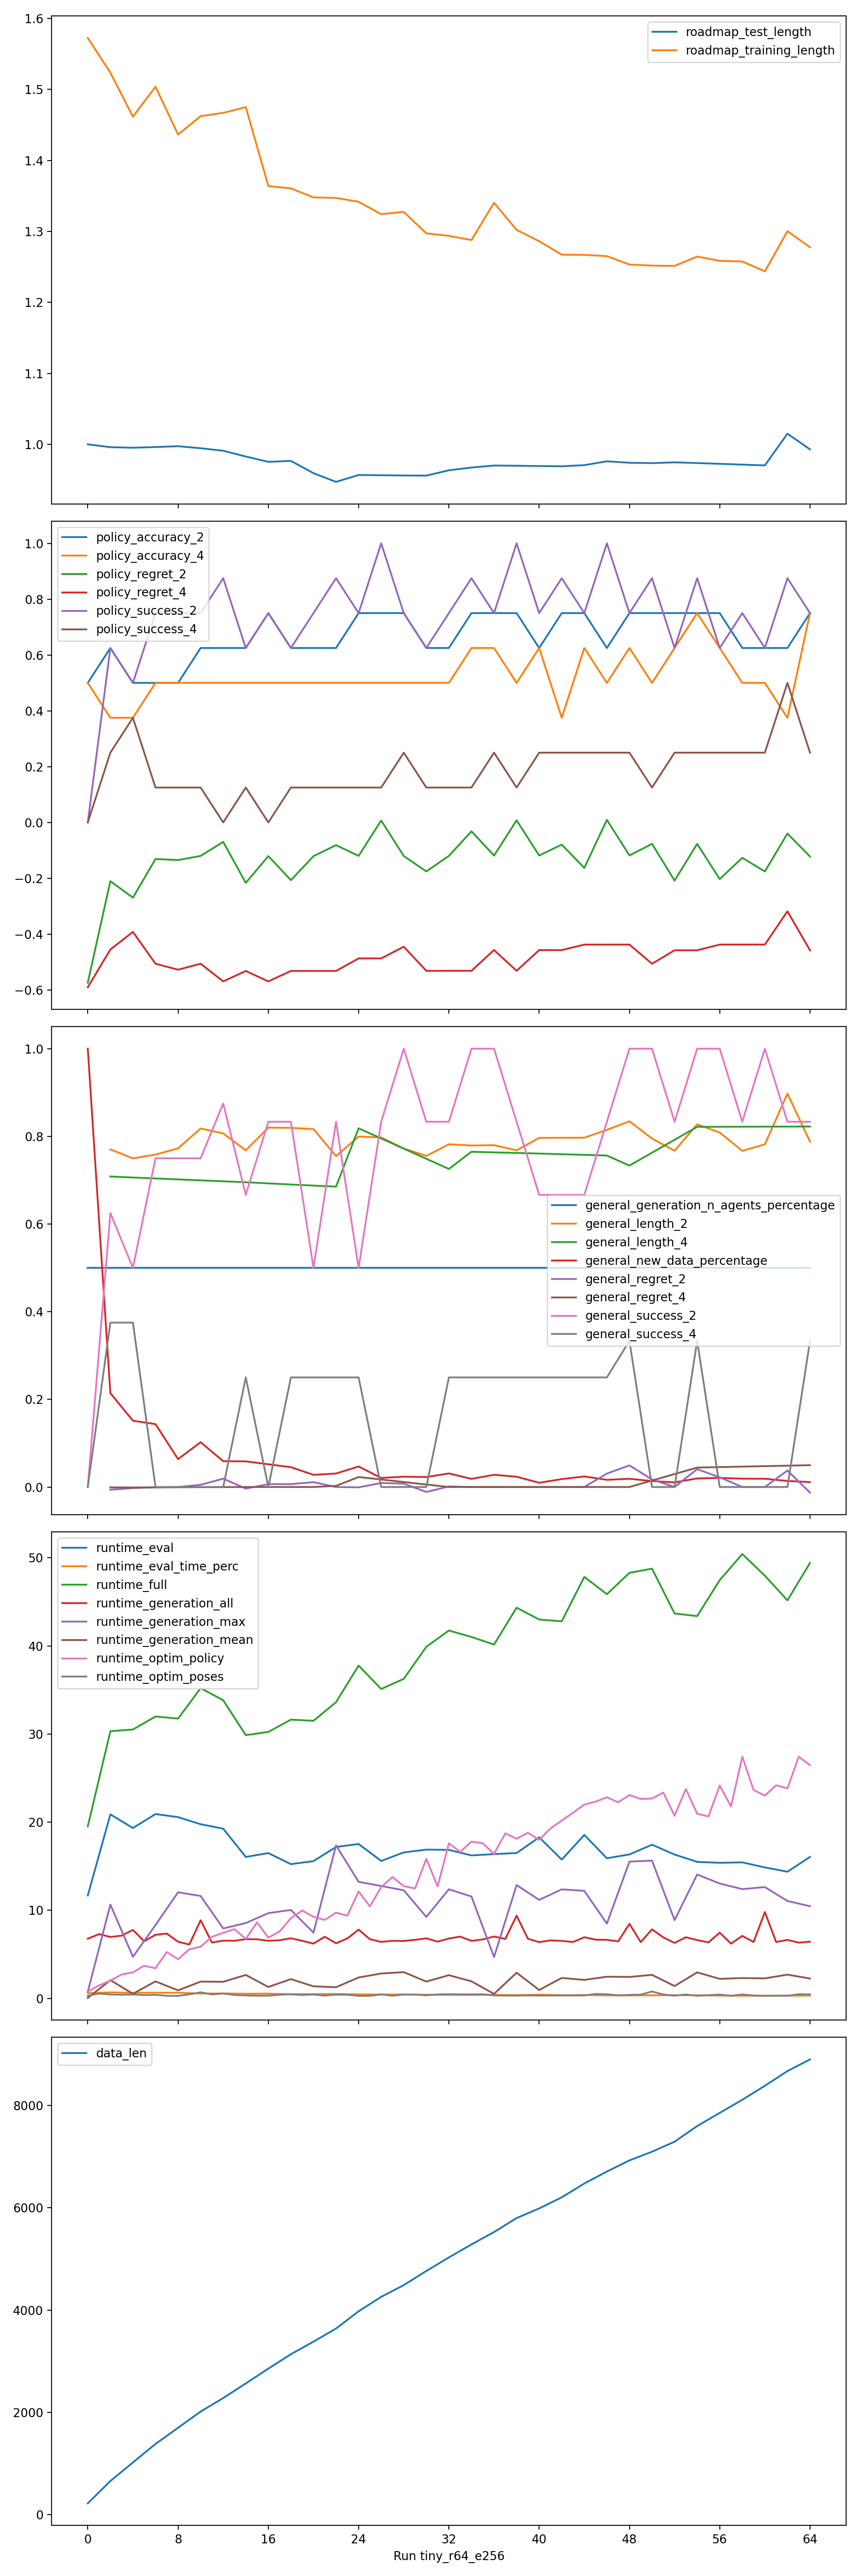 1.6
1.5
1.4
1.3
1.2
1.1
1.0
roadmap_test_length
roadmap_training_length
1.0
0.8
0.6
0.4
0.2
0.0
−0.2
−0.4
−0.6
policy_accuracy_2
policy_accuracy_4
policy_regret_2
policy_regret_4
policy_success_2
policy_success_4
1.0
0.8
0.6
0.4
0.2
0.0
general_generation_n_agents_percentage
general_length_2
general_length_4
general_new_data_percentage
general_regret_2
general_regret_4
general_success_2
general_success_4
50
40
30
20
10
0
runtime_eval
runtime_eval_time_perc
runtime_full
runtime_generation_all
runtime_generation_max
runtime_generation_mean
runtime_optim_policy
runtime_optim_poses
8000
6000
4000
2000
0
data_len
0 8 16 24 32 40 48 56 64
Run tiny_r64_e256